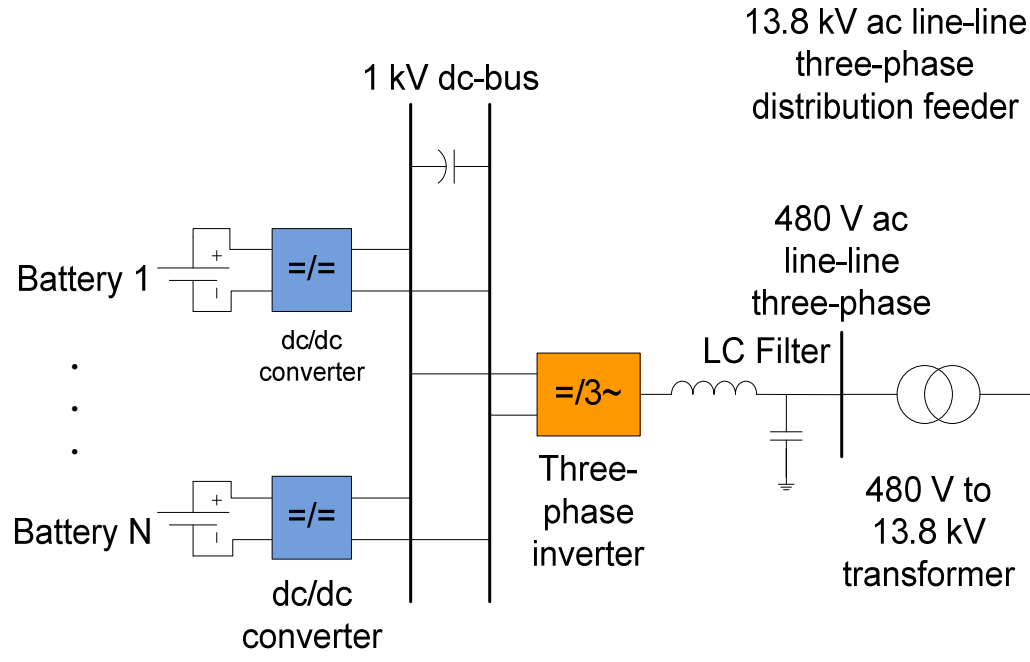 13.8 kV ac line-line
three-phase
distribution feeder
1 kV dc-bus
480 V ac
line-line
three-phase
Battery 1
+
–
=/=
dc/dc
converter
LC Filter
=/3~
Three-
phase
inverter
Battery N
+
–
=/=
dc/dc
converter
480 V to
13.8 kV
transformer